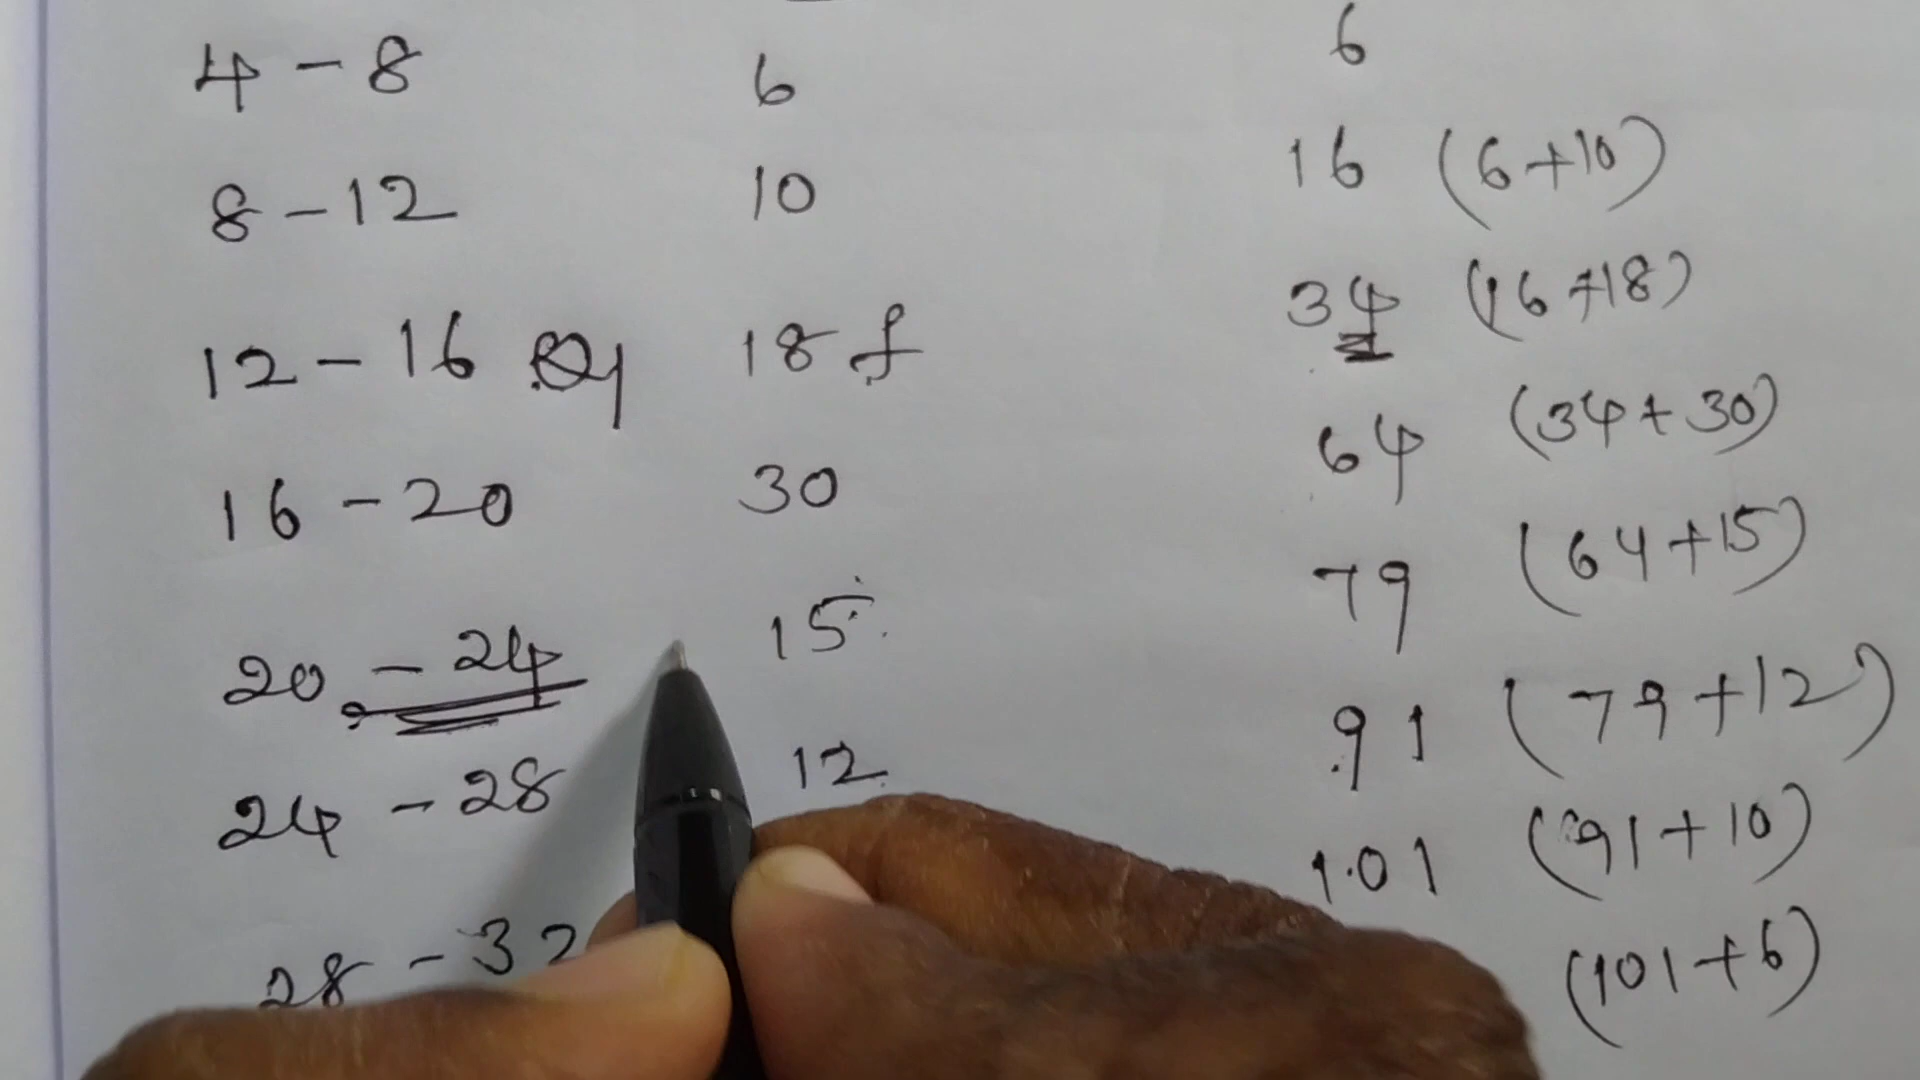 6
4 - 8 6
8 - 12 10 16 (6+10)
12 - 16 Q1 18 f 34 (16+18)
16 - 20 30 64 (34+30)
20 - 24 15 79 (64+15)
24 - 28 12 91 (79+12)
101 (91+10)
28 - 32 (101+6)